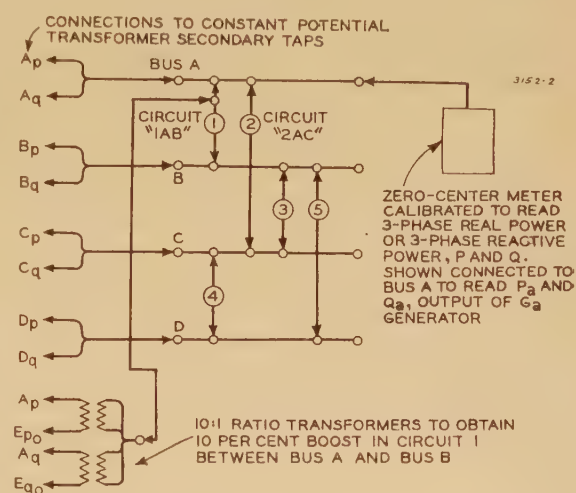 CONNECTIONS TO CONSTANT POTENTIAL
TRANSFORMER SECONDARY TAPS
Ap
BUS A
Aq
3152-2
CIRCUIT
"1AB"
1
2
CIRCUIT
"2AC"
Bp
Bq
B
3
5
ZERO-CENTER METER
CALIBRATED TO READ
3-PHASE REAL POWER
OR 3-PHASE REACTIVE
POWER, P AND Q.
SHOWN CONNECTED TO
BUS A TO READ Pa AND
Qa, OUTPUT OF Ga
GENERATOR
Cp
Cq
C
4
Dp
Dq
D
Ap
Epo
Aq
Eqo
10:1 RATIO TRANSFORMERS TO OBTAIN
10 PER CENT BOOST IN CIRCUIT 1
BETWEEN BUS A AND BUS B